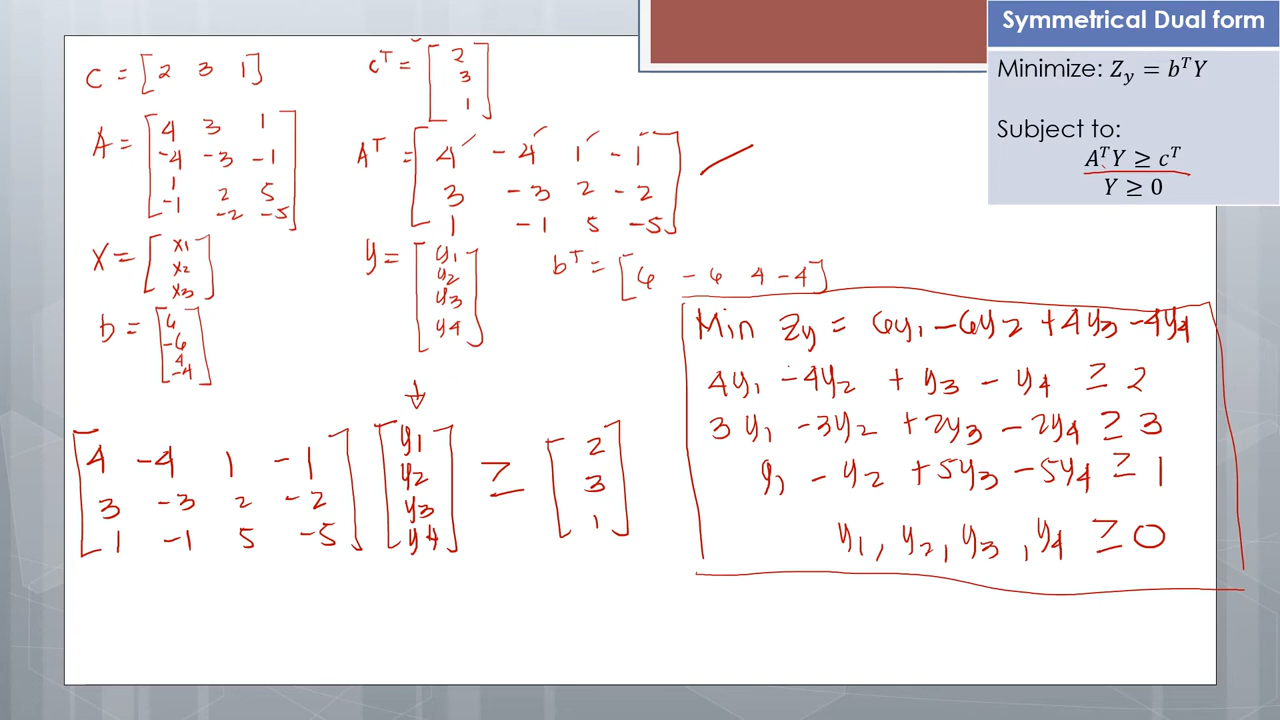 Symmetrical Dual form
Minimize: Z_y = b^T Y
Subject to:
A^T Y ≥ c^T
Y ≥ 0
C = [2 3 1]
c^T = [2
3
1]
A = [4 3 1
-4 -3 -1
1 2 5
-1 -2 -5]
A^T = [4 -4 1 -1
3 -3 2 -2
1 -1 5 -5]
X = [x1
x2
x3]
y = [y1
y2
y3
y4]
b^T = [6 -6 4 -4]
b = [6
-6
4
-4]
[4 -4 1 -1
3 -3 2 -2
1 -1 5 -5]
[y1
y2
y3
y4]
≥
[2
3
1]
Min Zy = 6y1 -6y2 +4y3 -4y4
4y1 -4y2 + y3 - y4 ≥ 2
3y1 -3y2 +2y3 -2y4 ≥ 3
y1 - y2 +5y3 -5y4 ≥ 1
y1, y2, y3, y4 ≥ 0